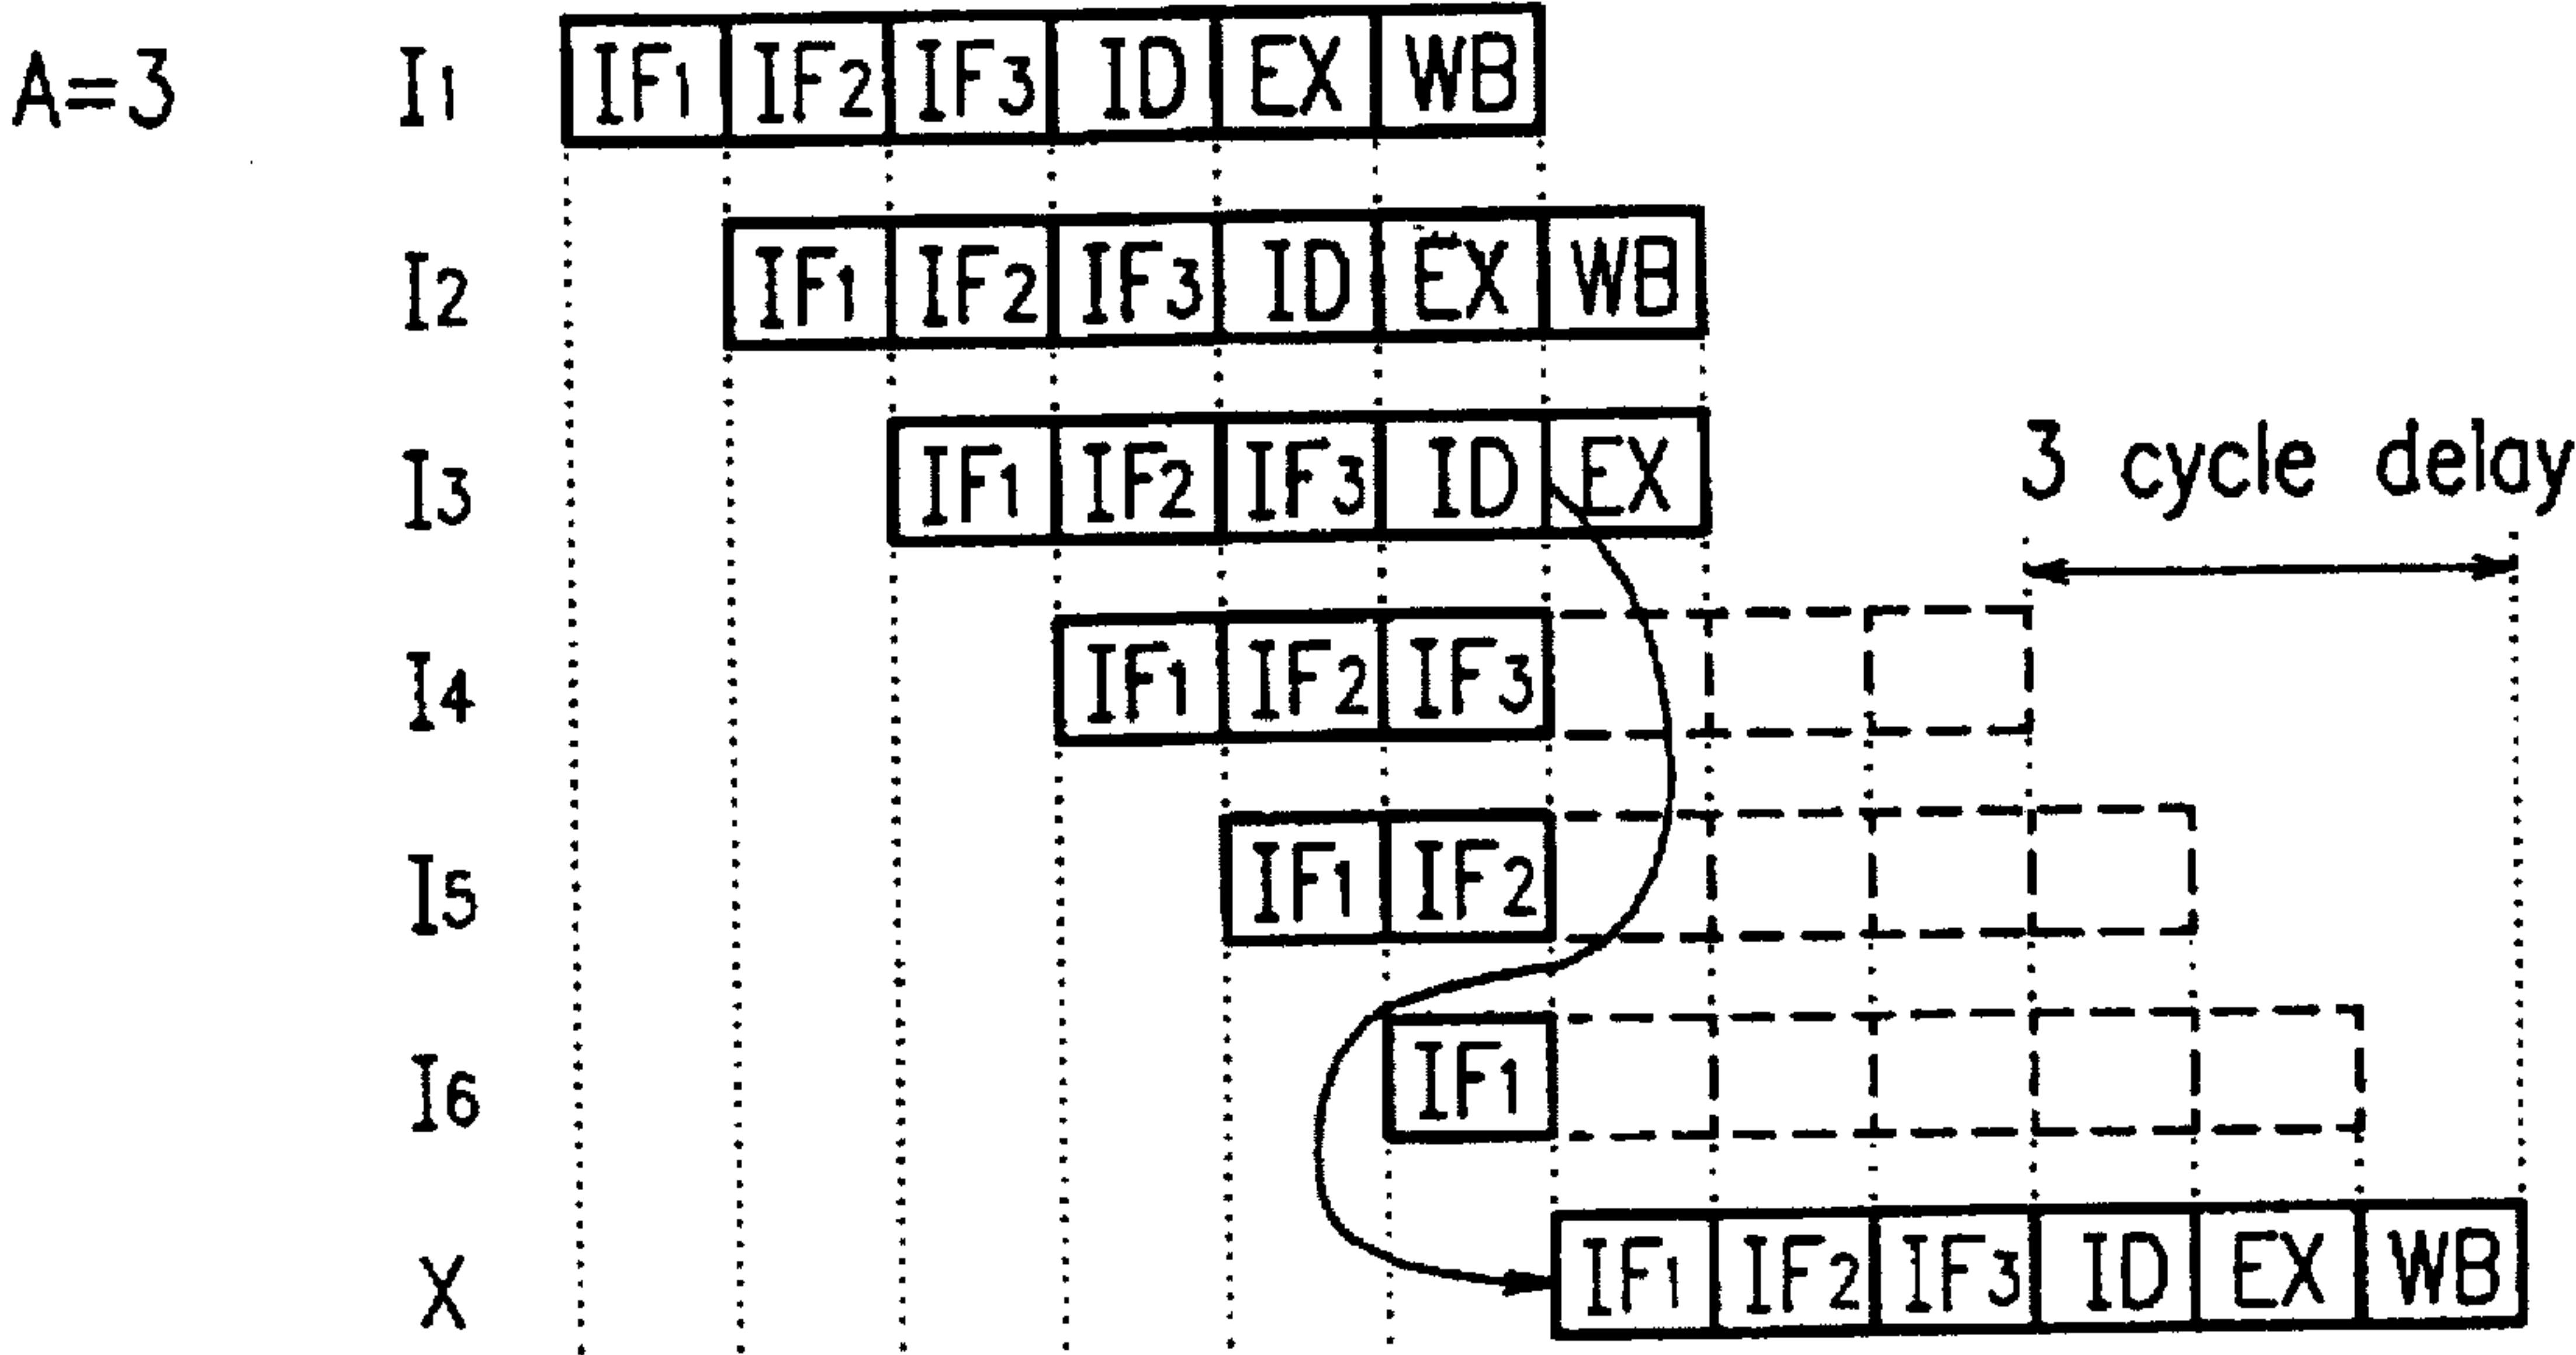 A=3 I1 IF1 IF2 IF3 ID EX WB
I2 IF1 IF2 IF3 ID EX WB
I3 IF1 IF2 IF3 ID EX 3 cycle delay
I4 IF1 IF2 IF3
I5 IF1 IF2
I6 IF1
X IF1 IF2 IF3 ID EX WB